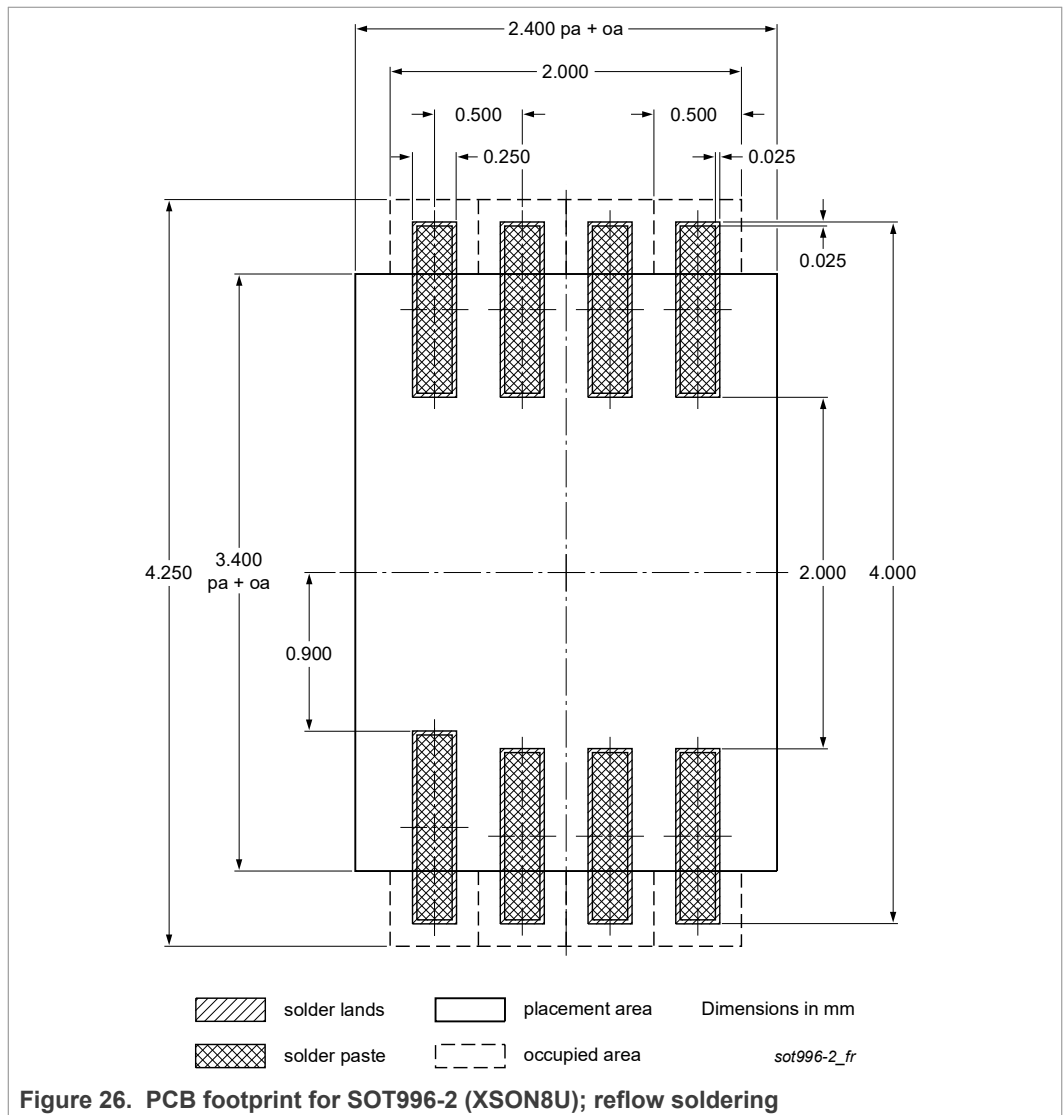 2.400 pa + oa
2.000
0.500
0.500
0.250
0.025
0.025
4.250
3.400
pa + oa
2.000
4.000
0.900
solder lands
placement area
Dimensions in mm
solder paste
occupied area
sot996-2_fr
Figure 26. PCB footprint for SOT996-2 (XSON8U); reflow soldering